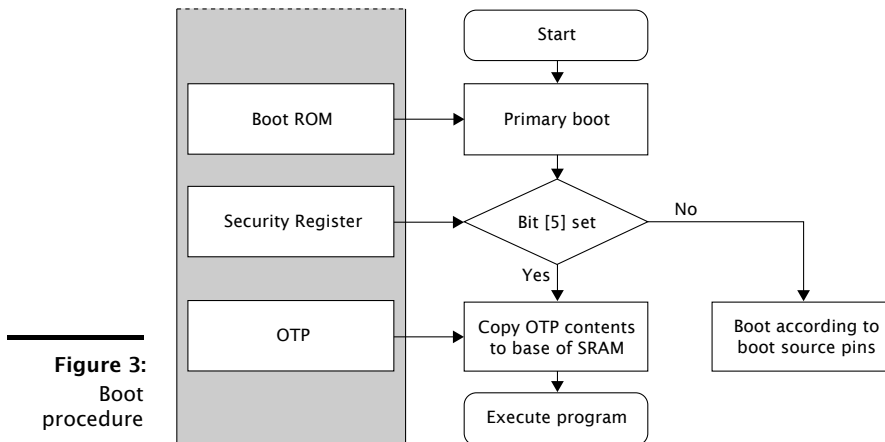 Start
Boot ROM
Primary boot
Security Register
Bit [5] set
No
Yes
OTP
Copy OTP contents
to base of SRAM
Boot according to
boot source pins
Execute program
Figure 3:
Boot
procedure